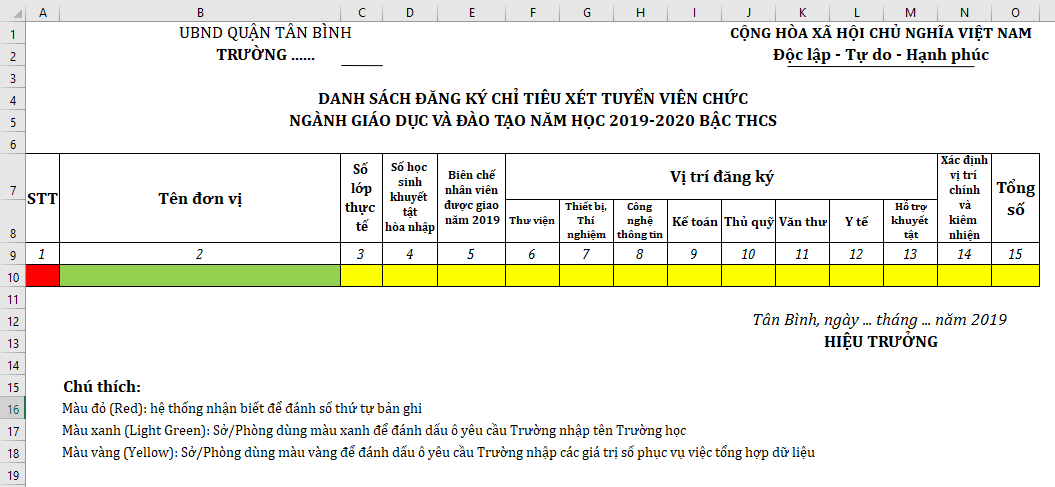 A B C D E F G H I J K L M N O
1 UBND QUẬN TÂN BÌNH CỘNG HÒA XÃ HỘI CHỦ NGHĨA VIỆT NAM
2 TRƯỜNG ...... Độc lập - Tự do - Hạnh phúc
3
4 DANH SÁCH ĐĂNG KÝ CHỈ TIÊU XÉT TUYỂN VIÊN CHỨC
5 NGÀNH GIÁO DỤC VÀ ĐÀO TẠO NĂM HỌC 2019-2020 BẬC THCS
6
7
8
STT
Tên đơn vị
Số
lớp
thực
tế
Số học
sinh
khuyết
tật
hòa nhập
Biên chế
nhân viên
được giao
năm 2019
Vị trí đăng ký
Thư viện
Thiết bị,
Thí
nghiệm
Công
nghệ
thông tin
Kế toán
Thủ quỹ
Văn thư
Y tế
Hỗ trợ
khuyết
tật
Xác định
vị trí
chính
và
kiêm
nhiện
Tổng
số
9 1 2 3 4 5 6 7 8 9 10 11 12 13 14 15
10
11
12 Tân Bình, ngày ... tháng ... năm 2019
13 HIỆU TRƯỞNG
14
15 Chú thích:
16 Màu đỏ (Red): hệ thống nhận biết để đánh số thứ tự bản ghi
17 Màu xanh (Light Green): Sở/Phòng dùng màu xanh để đánh dấu ô yêu cầu Trường nhập tên Trường học
18 Màu vàng (Yellow): Sở/Phòng dùng màu vàng để đánh dấu ô yêu cầu Trường nhập các giá trị số phục vụ việc tổng hợp dữ liệu
19